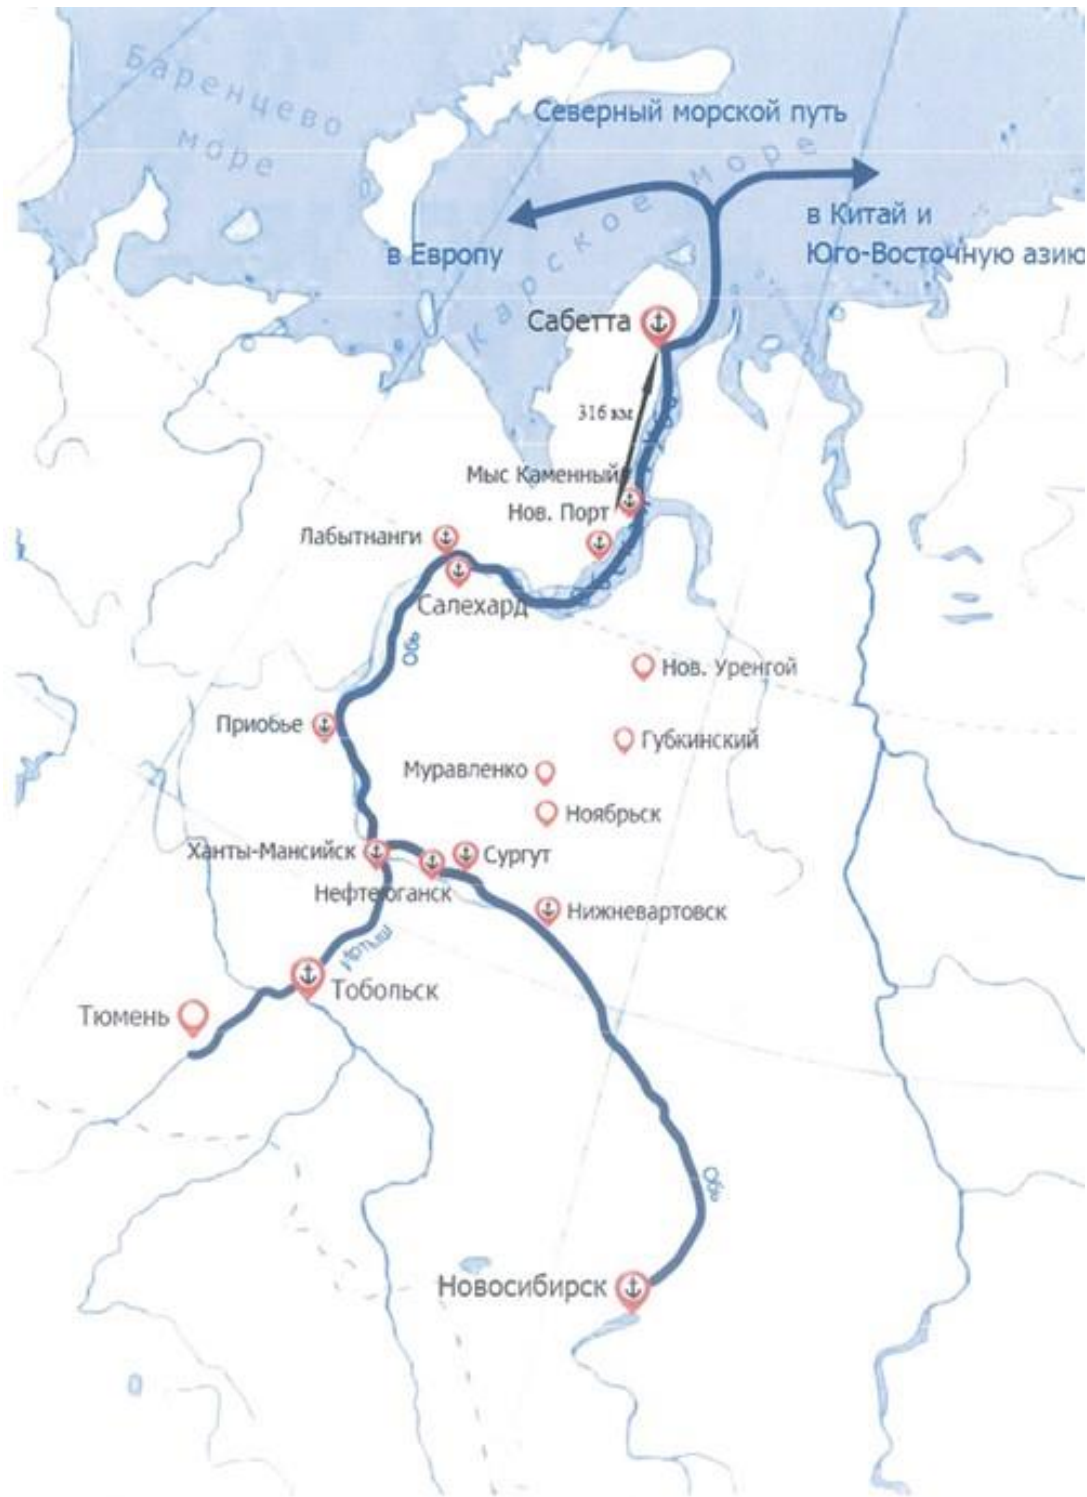 Баренцево
море
Северный морской путь
Карское море
в Европу
в Китай и
Юго-Восточную азию
Сабетта
316 км
Мыс Каменный
Нов. Порт
Лабытнанги
Салехард
Обь
Нов. Уренгой
Приобье
Губкинский
Муравленко
Ноябрьск
Ханты-Мансийск
Сургут
Нефтеюганск
Нижневартовск
Иртыш
Тобольск
Тюмень
Обь
Новосибирск